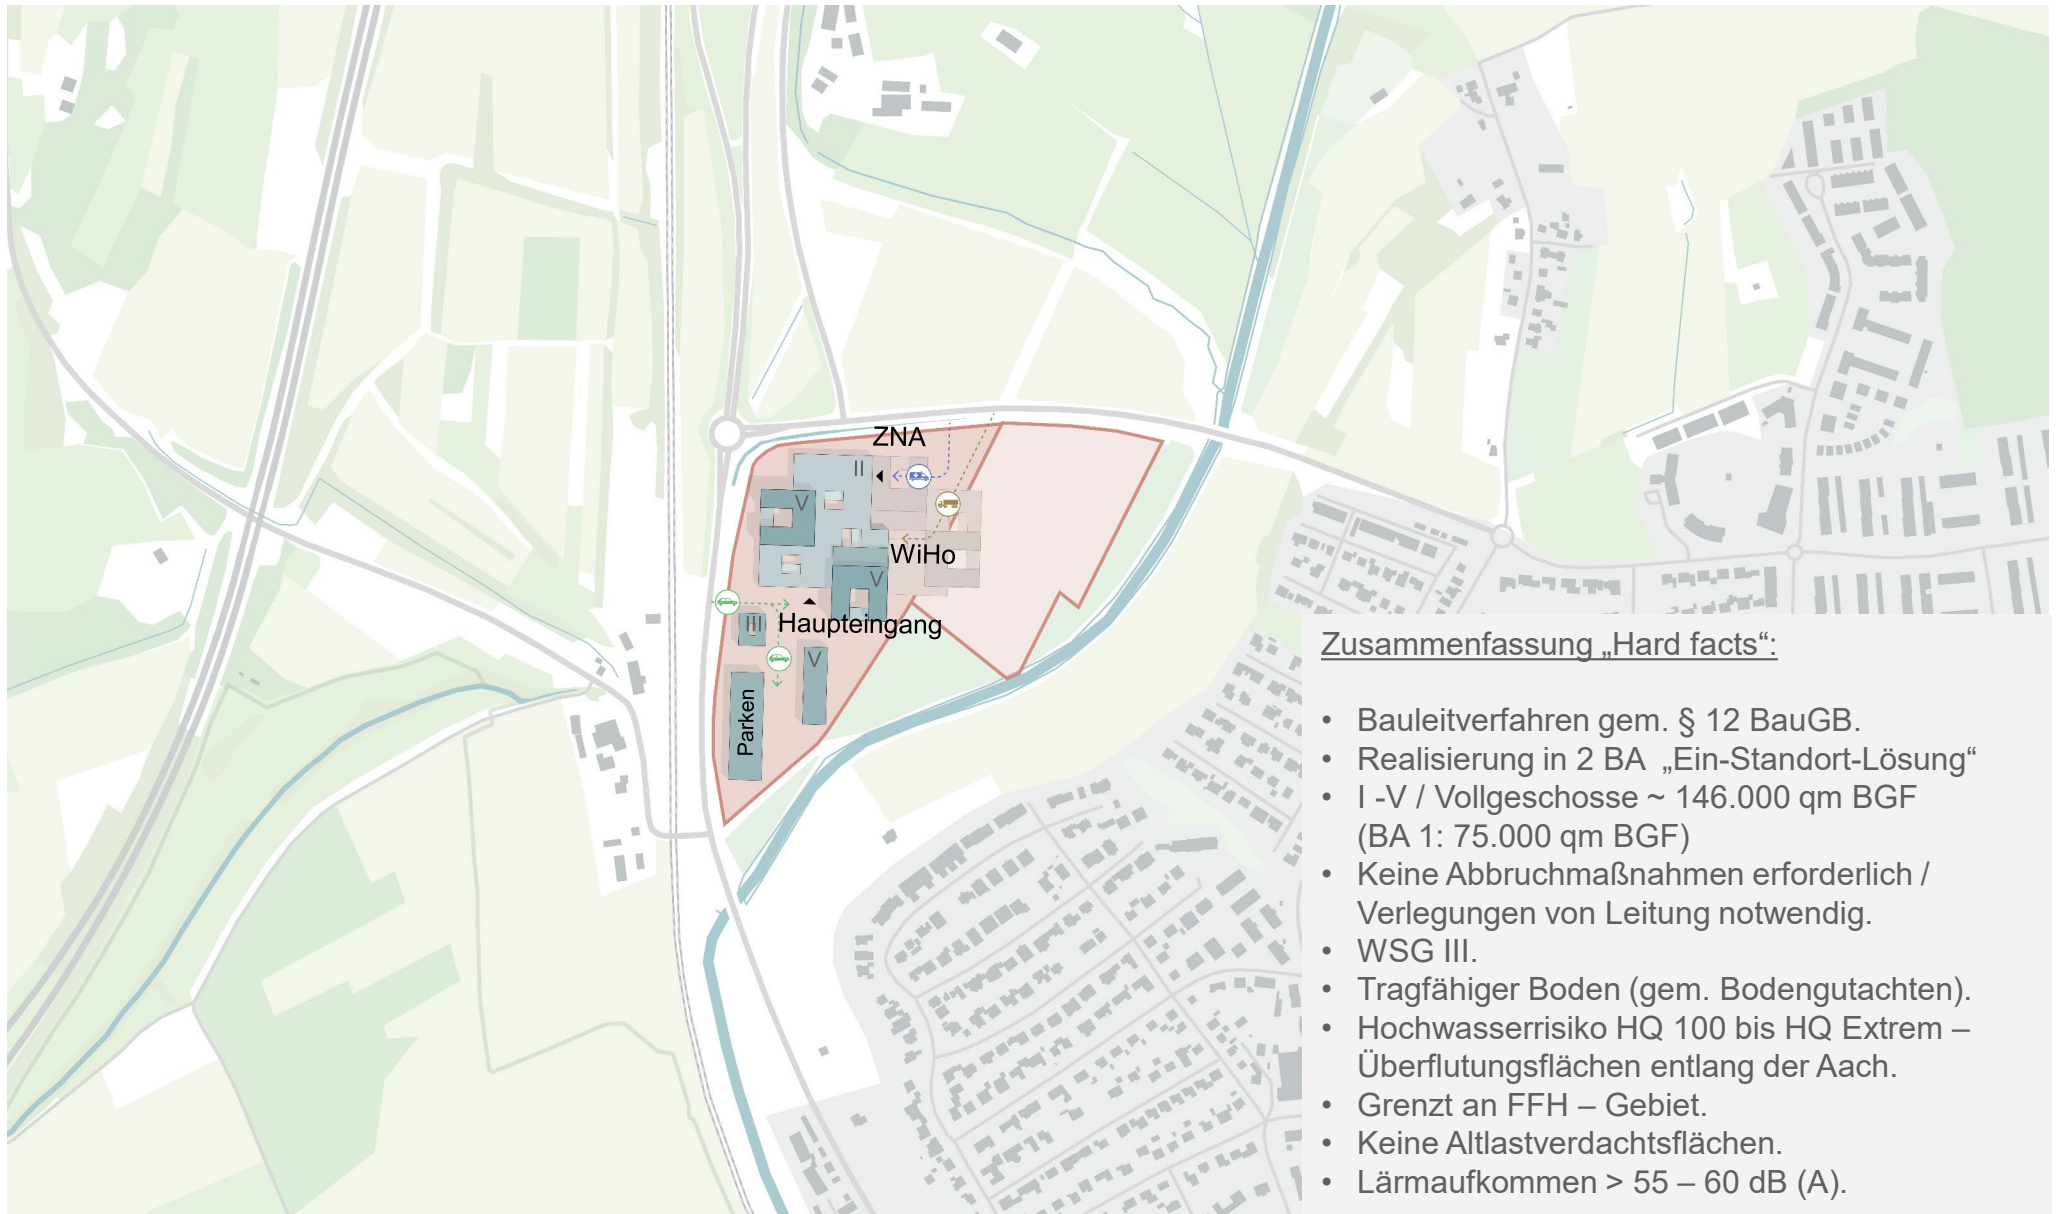 ZNA
II
V
WiHo
V
III
Haupteingang
V
Parken
Zusammenfassung „Hard facts“:
• Bauleitverfahren gem. § 12 BauGB.
• Realisierung in 2 BA „Ein-Standort-Lösung“
• I -V / Vollgeschosse ~ 146.000 qm BGF
(BA 1: 75.000 qm BGF)
• Keine Abbruchmaßnahmen erforderlich /
Verlegungen von Leitung notwendig.
• WSG III.
• Tragfähiger Boden (gem. Bodengutachten).
• Hochwasserrisiko HQ 100 bis HQ Extrem –
Überflutungsflächen entlang der Aach.
• Grenzt an FFH – Gebiet.
• Keine Altlastverdachtsflächen.
• Lärmaufkommen > 55 – 60 dB (A).